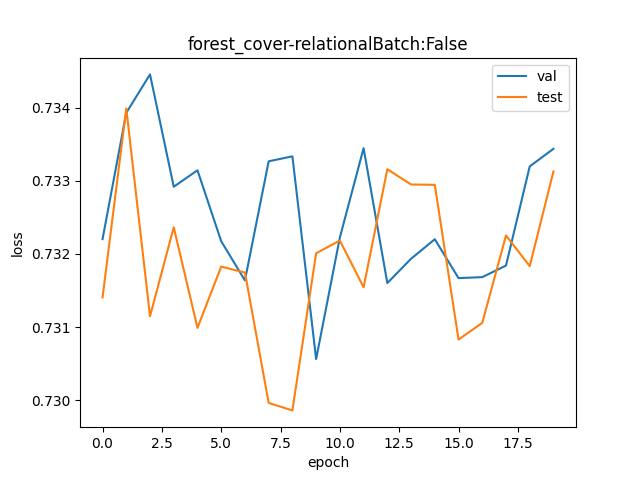 forest_cover-relationalBatch:False
val
test
0.734
0.733
0.732
0.731
0.730
loss
0.0 2.5 5.0 7.5 10.0 12.5 15.0 17.5
epoch